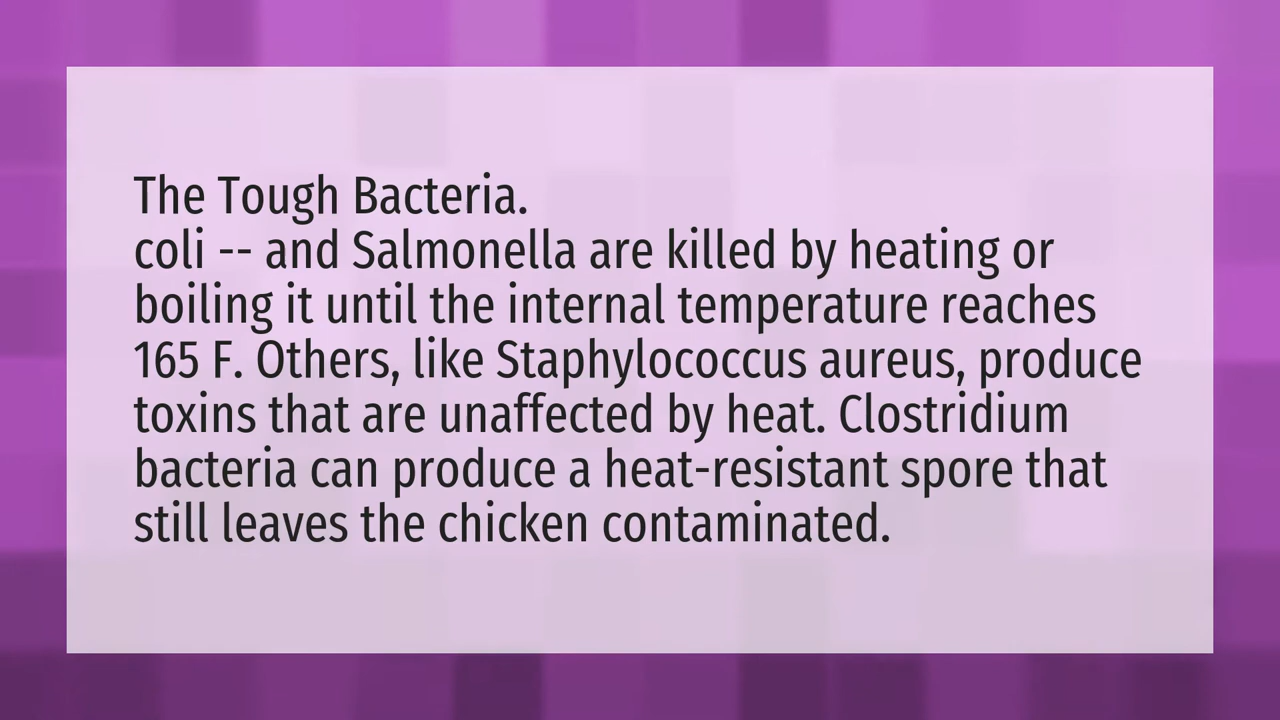 The Tough Bacteria.
coli -- and Salmonella are killed by heating or
boiling it until the internal temperature reaches
165 F. Others, like Staphylococcus aureus, produce
toxins that are unaffected by heat. Clostridium
bacteria can produce a heat-resistant spore that
still leaves the chicken contaminated.